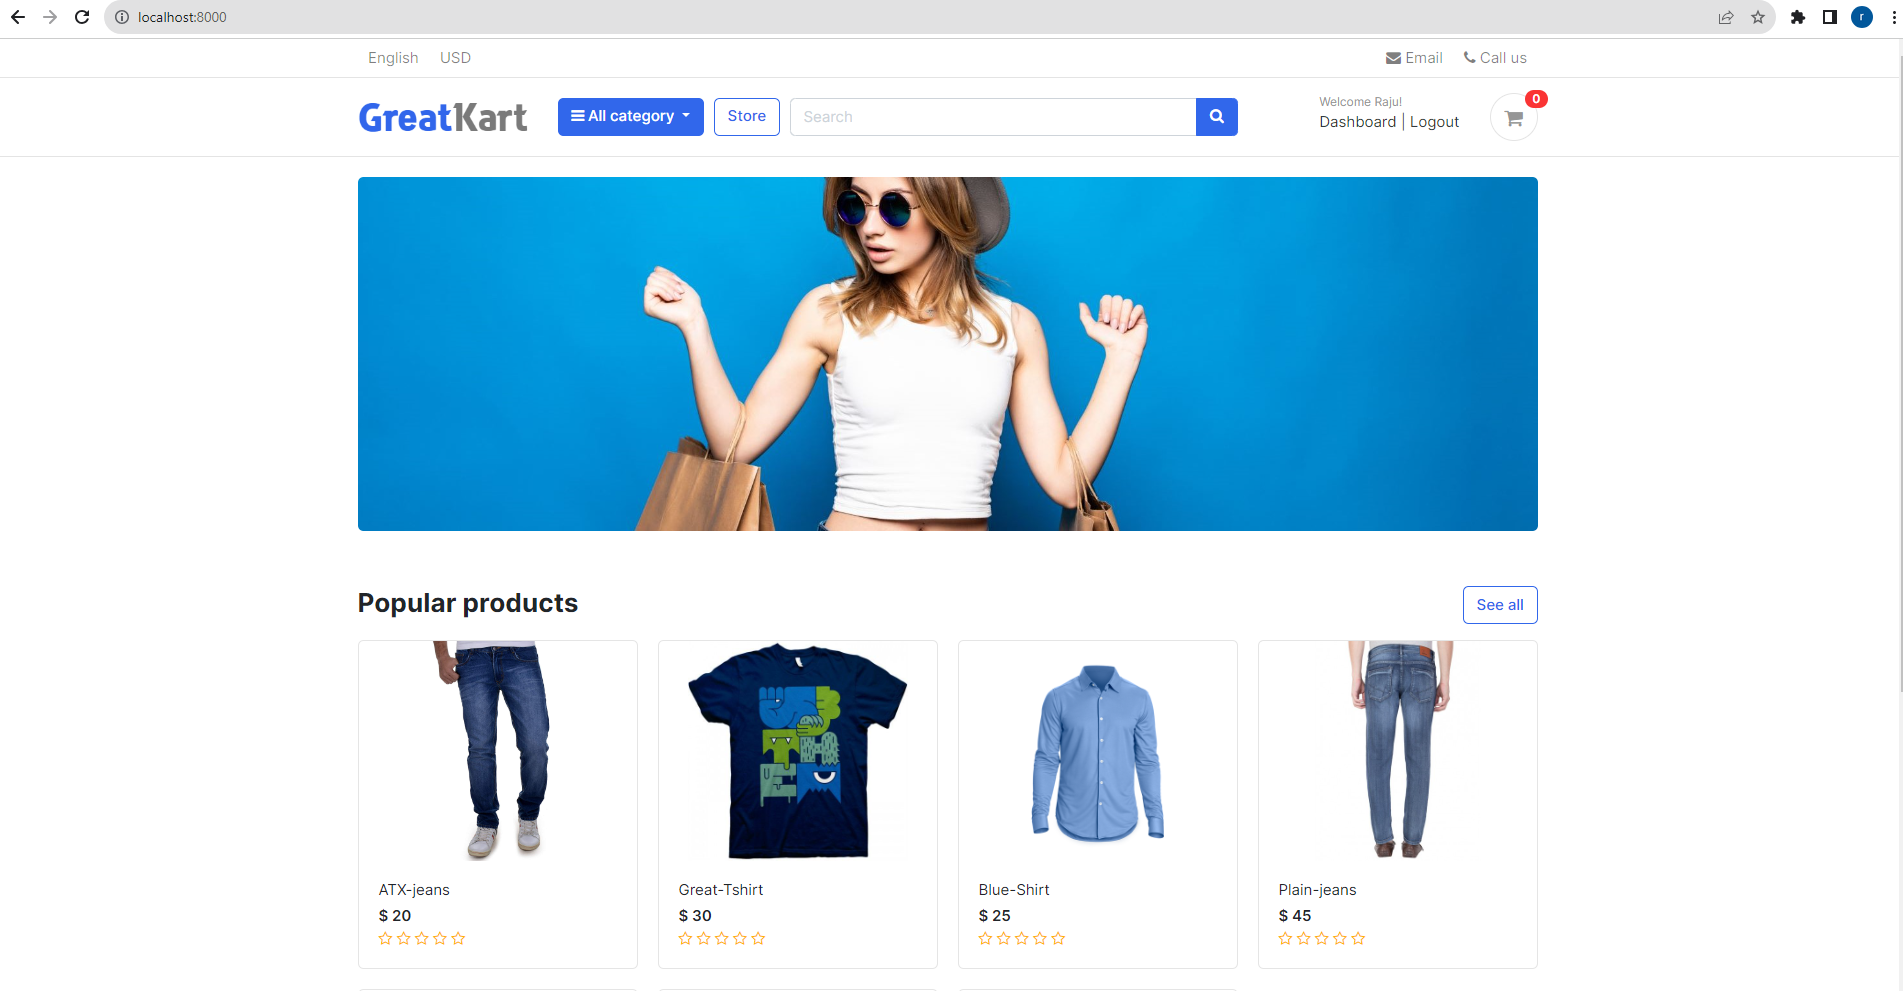 localhost:8000
r
English USD Email Call us
GreatKart All category Store Search Welcome Raju! 0
Dashboard | Logout
Popular products See all
ATX-jeans Great-Tshirt Blue-Shirt Plain-jeans
$ 20 $ 30 $ 25 $ 45